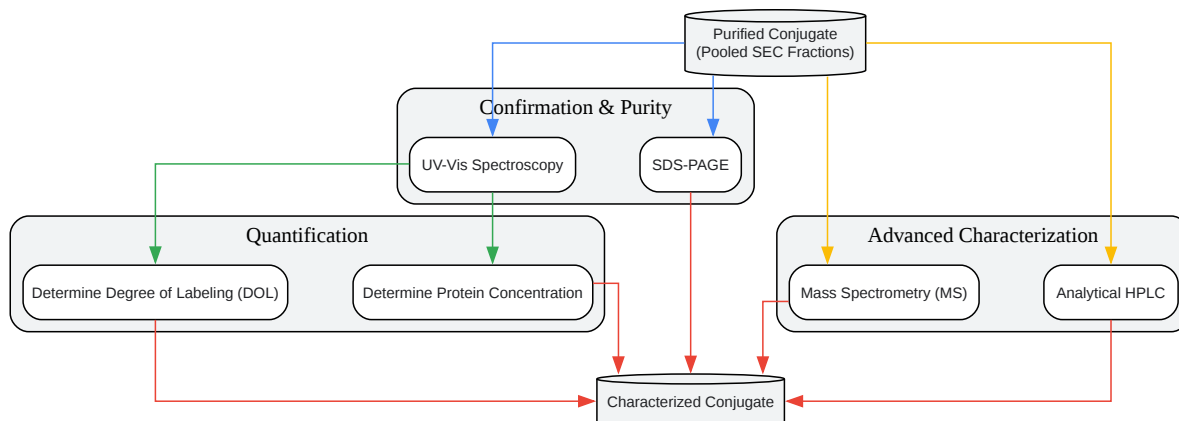 Purified Conjugate
(Pooled SEC Fractions)
Confirmation & Purity
UV-Vis Spectroscopy
SDS-PAGE
Quantification
Advanced Characterization
Determine Degree of Labeling (DOL)
Determine Protein Concentration
Mass Spectrometry (MS)
Analytical HPLC
Characterized Conjugate